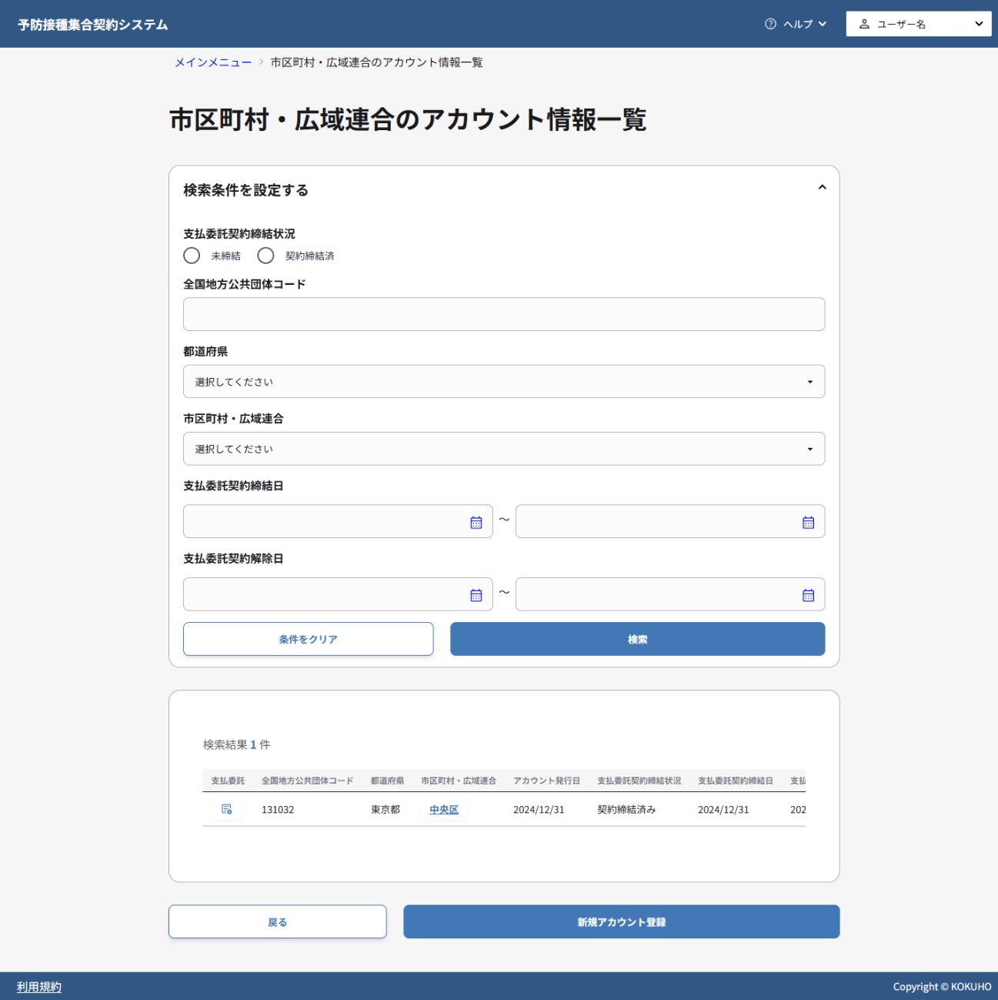 予防接種集合契約システム
ヘルプ
ユーザー名
メインメニュー > 市区町村・広域連合のアカウント情報一覧
市区町村・広域連合のアカウント情報一覧
検索条件を設定する
支払委託契約締結状況
未締結 契約締結済
全国地方公共団体コード
都道府県
選択してください
市区町村・広域連合
選択してください
支払委託契約締結日
～
支払委託契約解除日
～
条件をクリア 検索
検索結果 1 件
支払委託 全国地方公共団体コード 都道府県 市区町村・広域連合 アカウント発行日 支払委託契約締結状況 支払委託契約締結日 支払
131032 東京都 中央区 2024/12/31 契約締結済み 2024/12/31 202
戻る 新規アカウント登録
利用規約 Copyright © KOKUHO